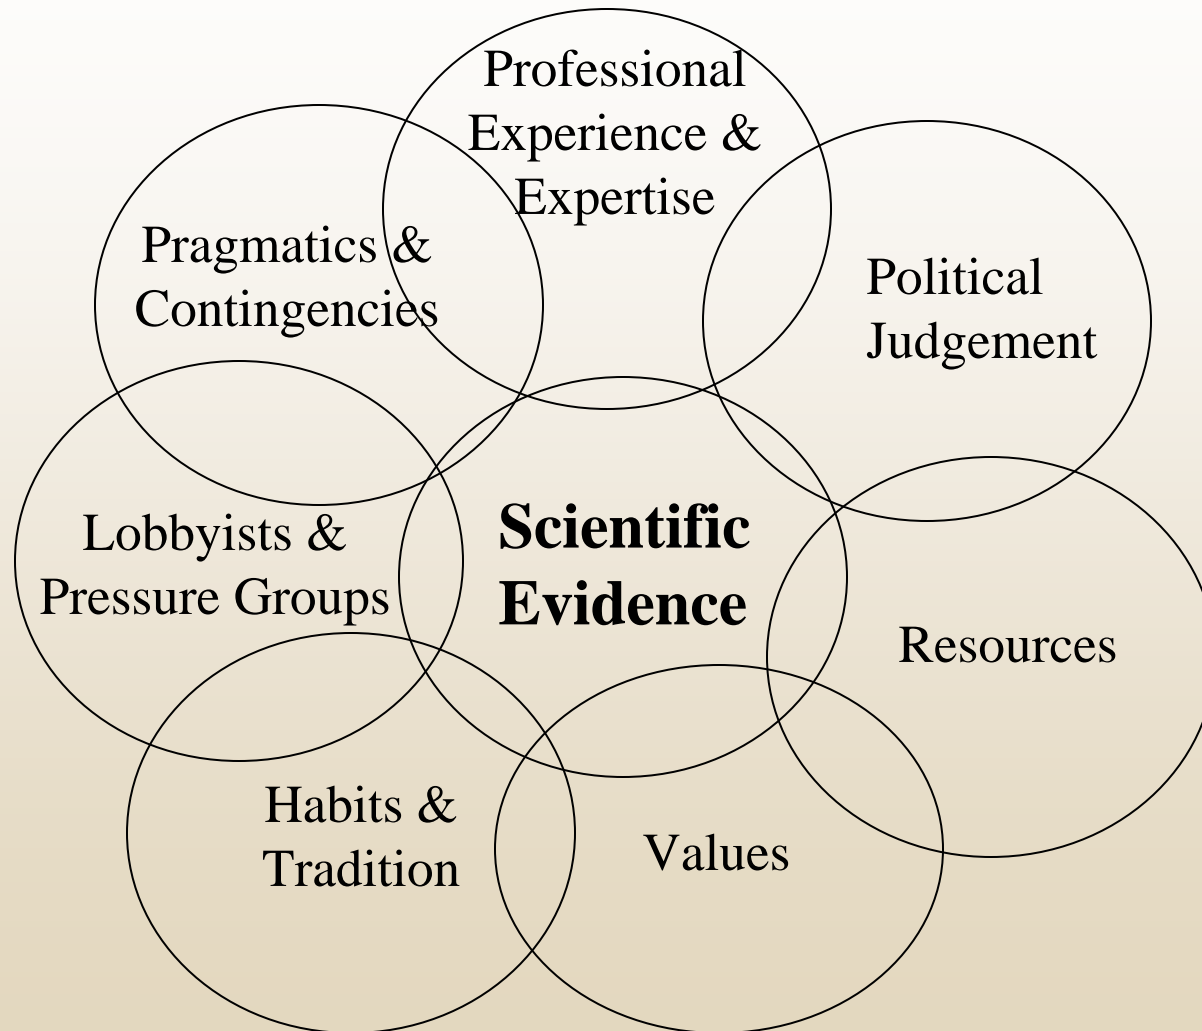 Professional
Experience &
Expertise
Pragmatics &
Contingencies
Political
Judgement
Lobbyists &
Pressure Groups
Scientific
Evidence
Resources
Habits &
Tradition
Values